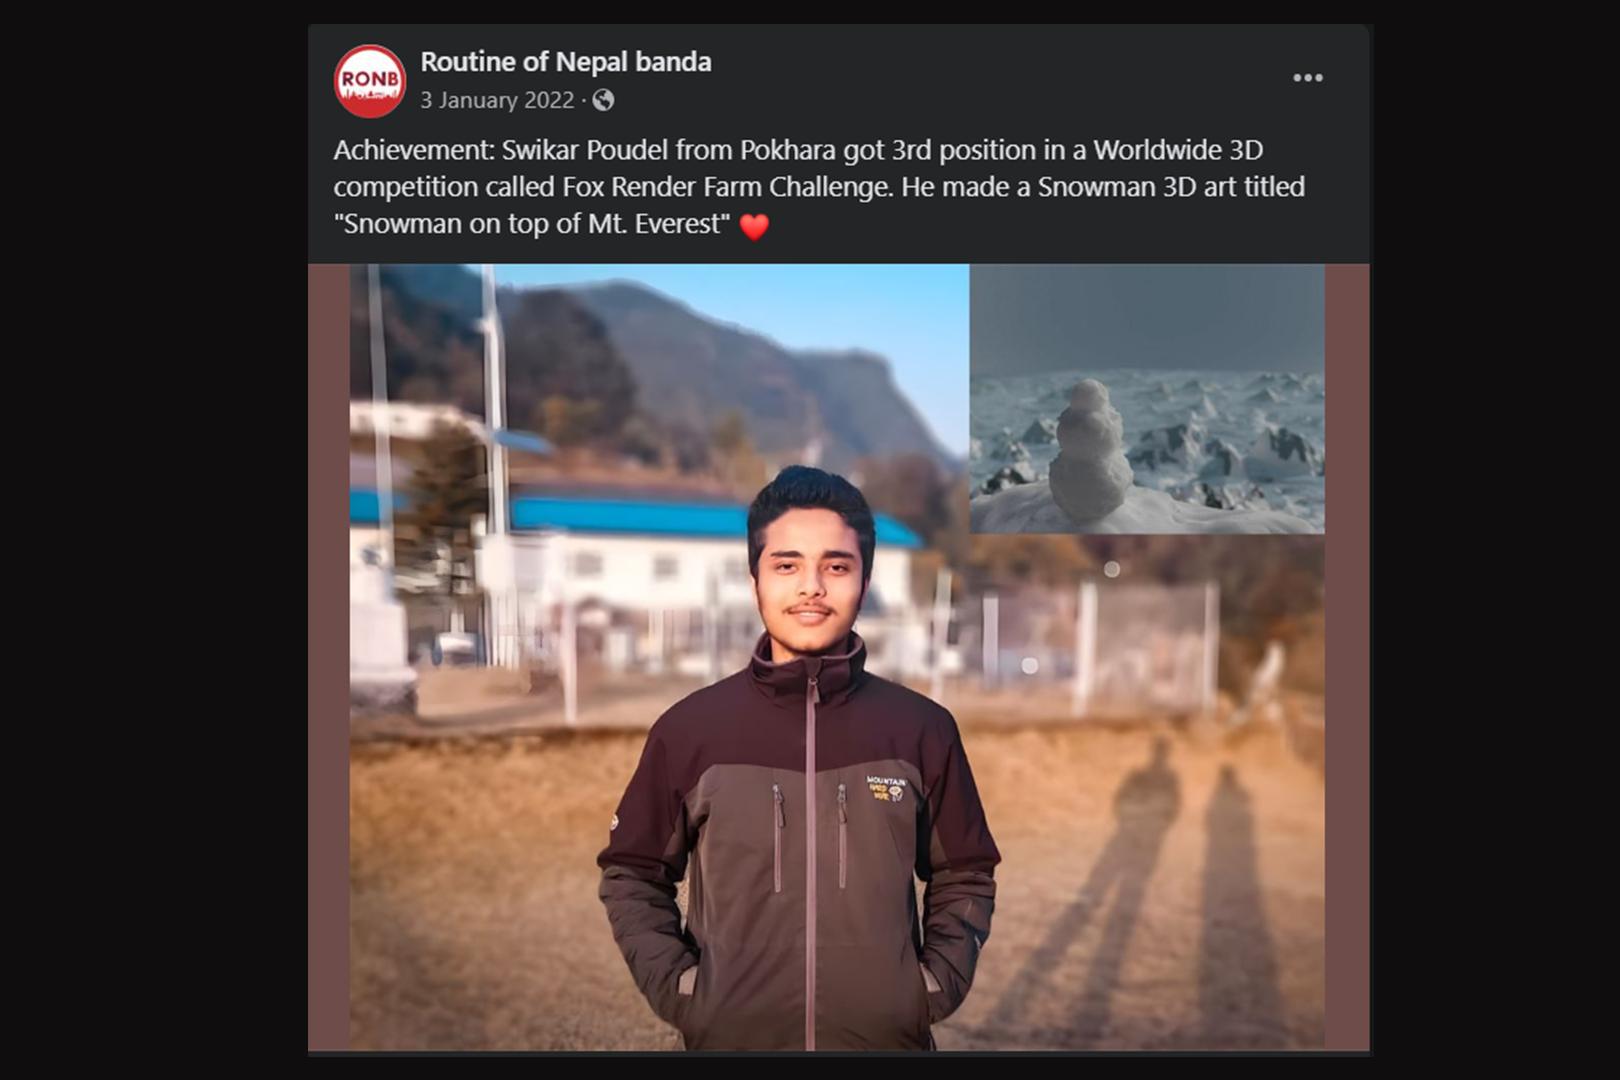 RONB
Routine of Nepal banda
3 January 2022 ·
Achievement: Swikar Poudel from Pokhara got 3rd position in a Worldwide 3D
competition called Fox Render Farm Challenge. He made a Snowman 3D art titled
"Snowman on top of Mt. Everest" ❤️
MOUNTAIN
HARD
WEAR